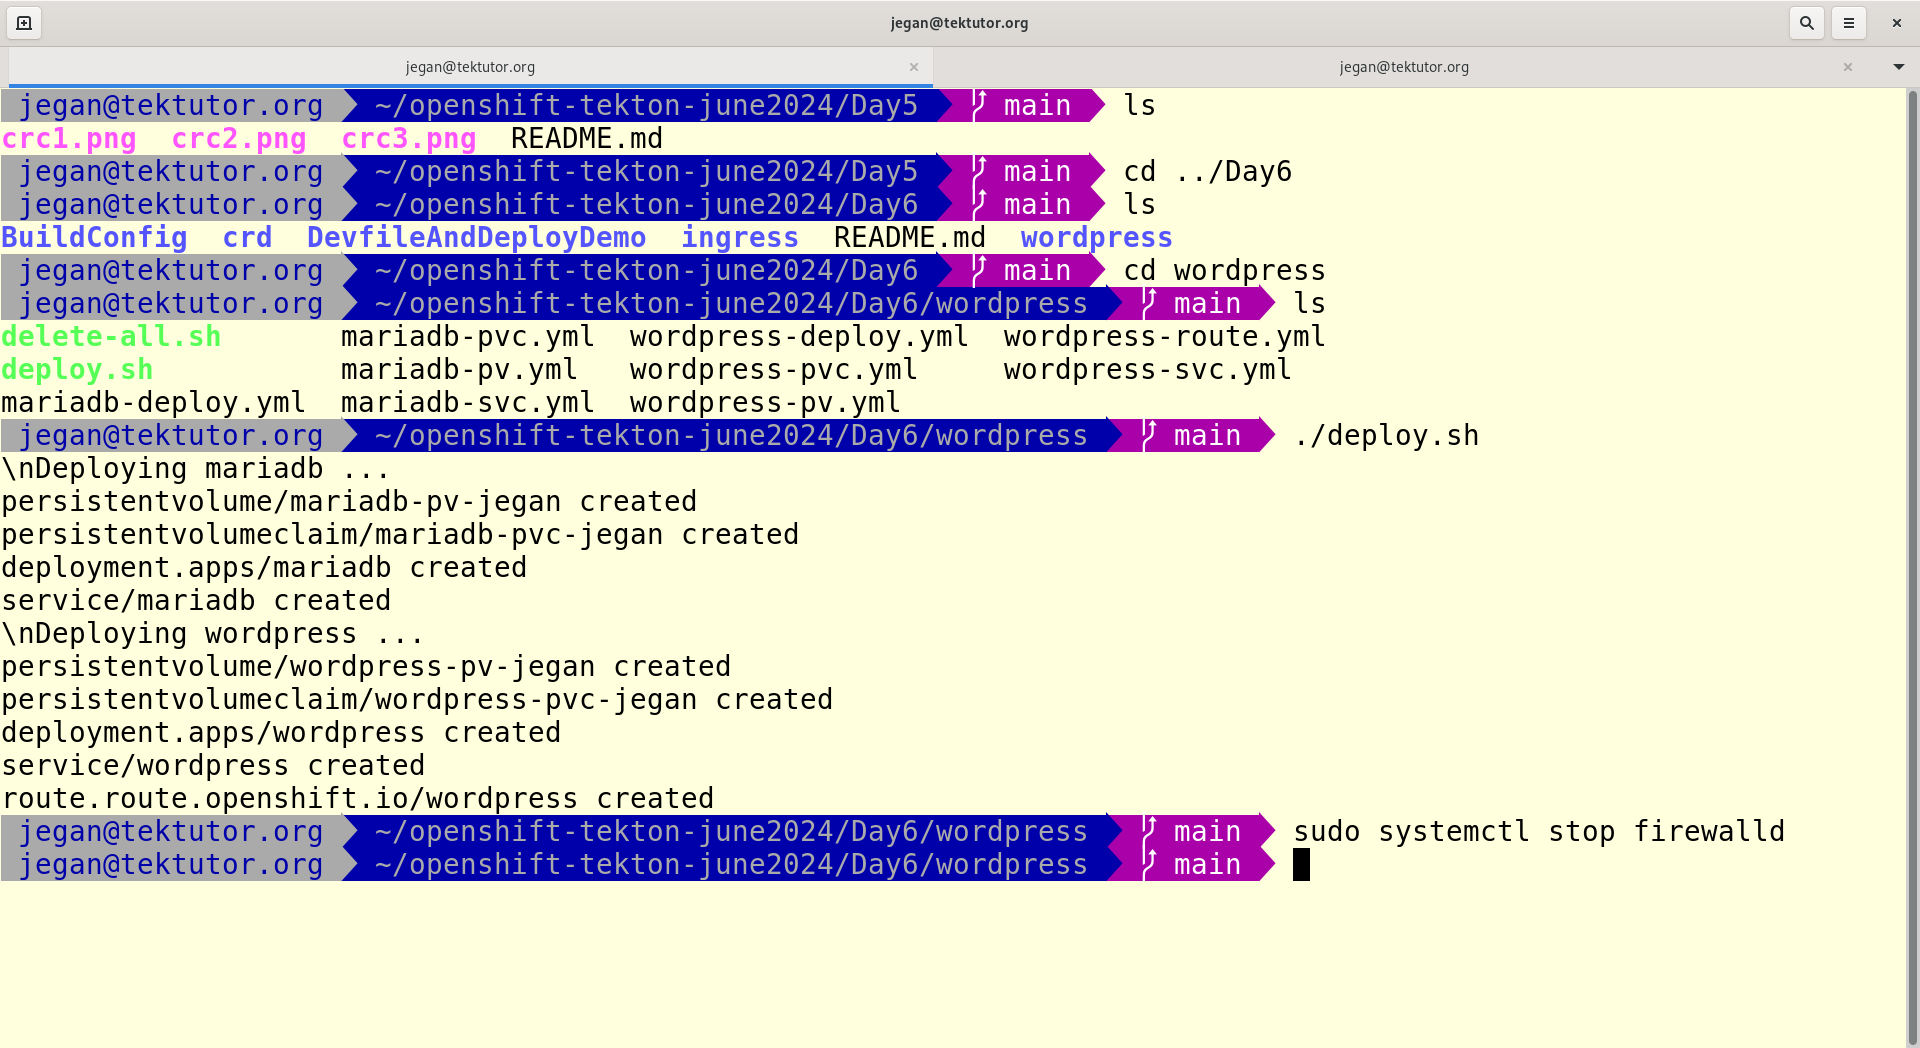 jegan@tektutor.org
jegan@tektutor.org jegan@tektutor.org
jegan@tektutor.org ~/openshift-tekton-june2024/Day5 main ls
crc1.png crc2.png crc3.png README.md
jegan@tektutor.org ~/openshift-tekton-june2024/Day5 main cd ../Day6
jegan@tektutor.org ~/openshift-tekton-june2024/Day6 main ls
BuildConfig crd DevfileAndDeployDemo ingress README.md wordpress
jegan@tektutor.org ~/openshift-tekton-june2024/Day6 main cd wordpress
jegan@tektutor.org ~/openshift-tekton-june2024/Day6/wordpress main ls
delete-all.sh mariadb-pvc.yml wordpress-deploy.yml wordpress-route.yml
deploy.sh mariadb-pv.yml wordpress-pvc.yml wordpress-svc.yml
mariadb-deploy.yml mariadb-svc.yml wordpress-pv.yml
jegan@tektutor.org ~/openshift-tekton-june2024/Day6/wordpress main ./deploy.sh
\nDeploying mariadb ...
persistentvolume/mariadb-pv-jegan created
persistentvolumeclaim/mariadb-pvc-jegan created
deployment.apps/mariadb created
service/mariadb created
\nDeploying wordpress ...
persistentvolume/wordpress-pv-jegan created
persistentvolumeclaim/wordpress-pvc-jegan created
deployment.apps/wordpress created
service/wordpress created
route.route.openshift.io/wordpress created
jegan@tektutor.org ~/openshift-tekton-june2024/Day6/wordpress main sudo systemctl stop firewalld
jegan@tektutor.org ~/openshift-tekton-june2024/Day6/wordpress main